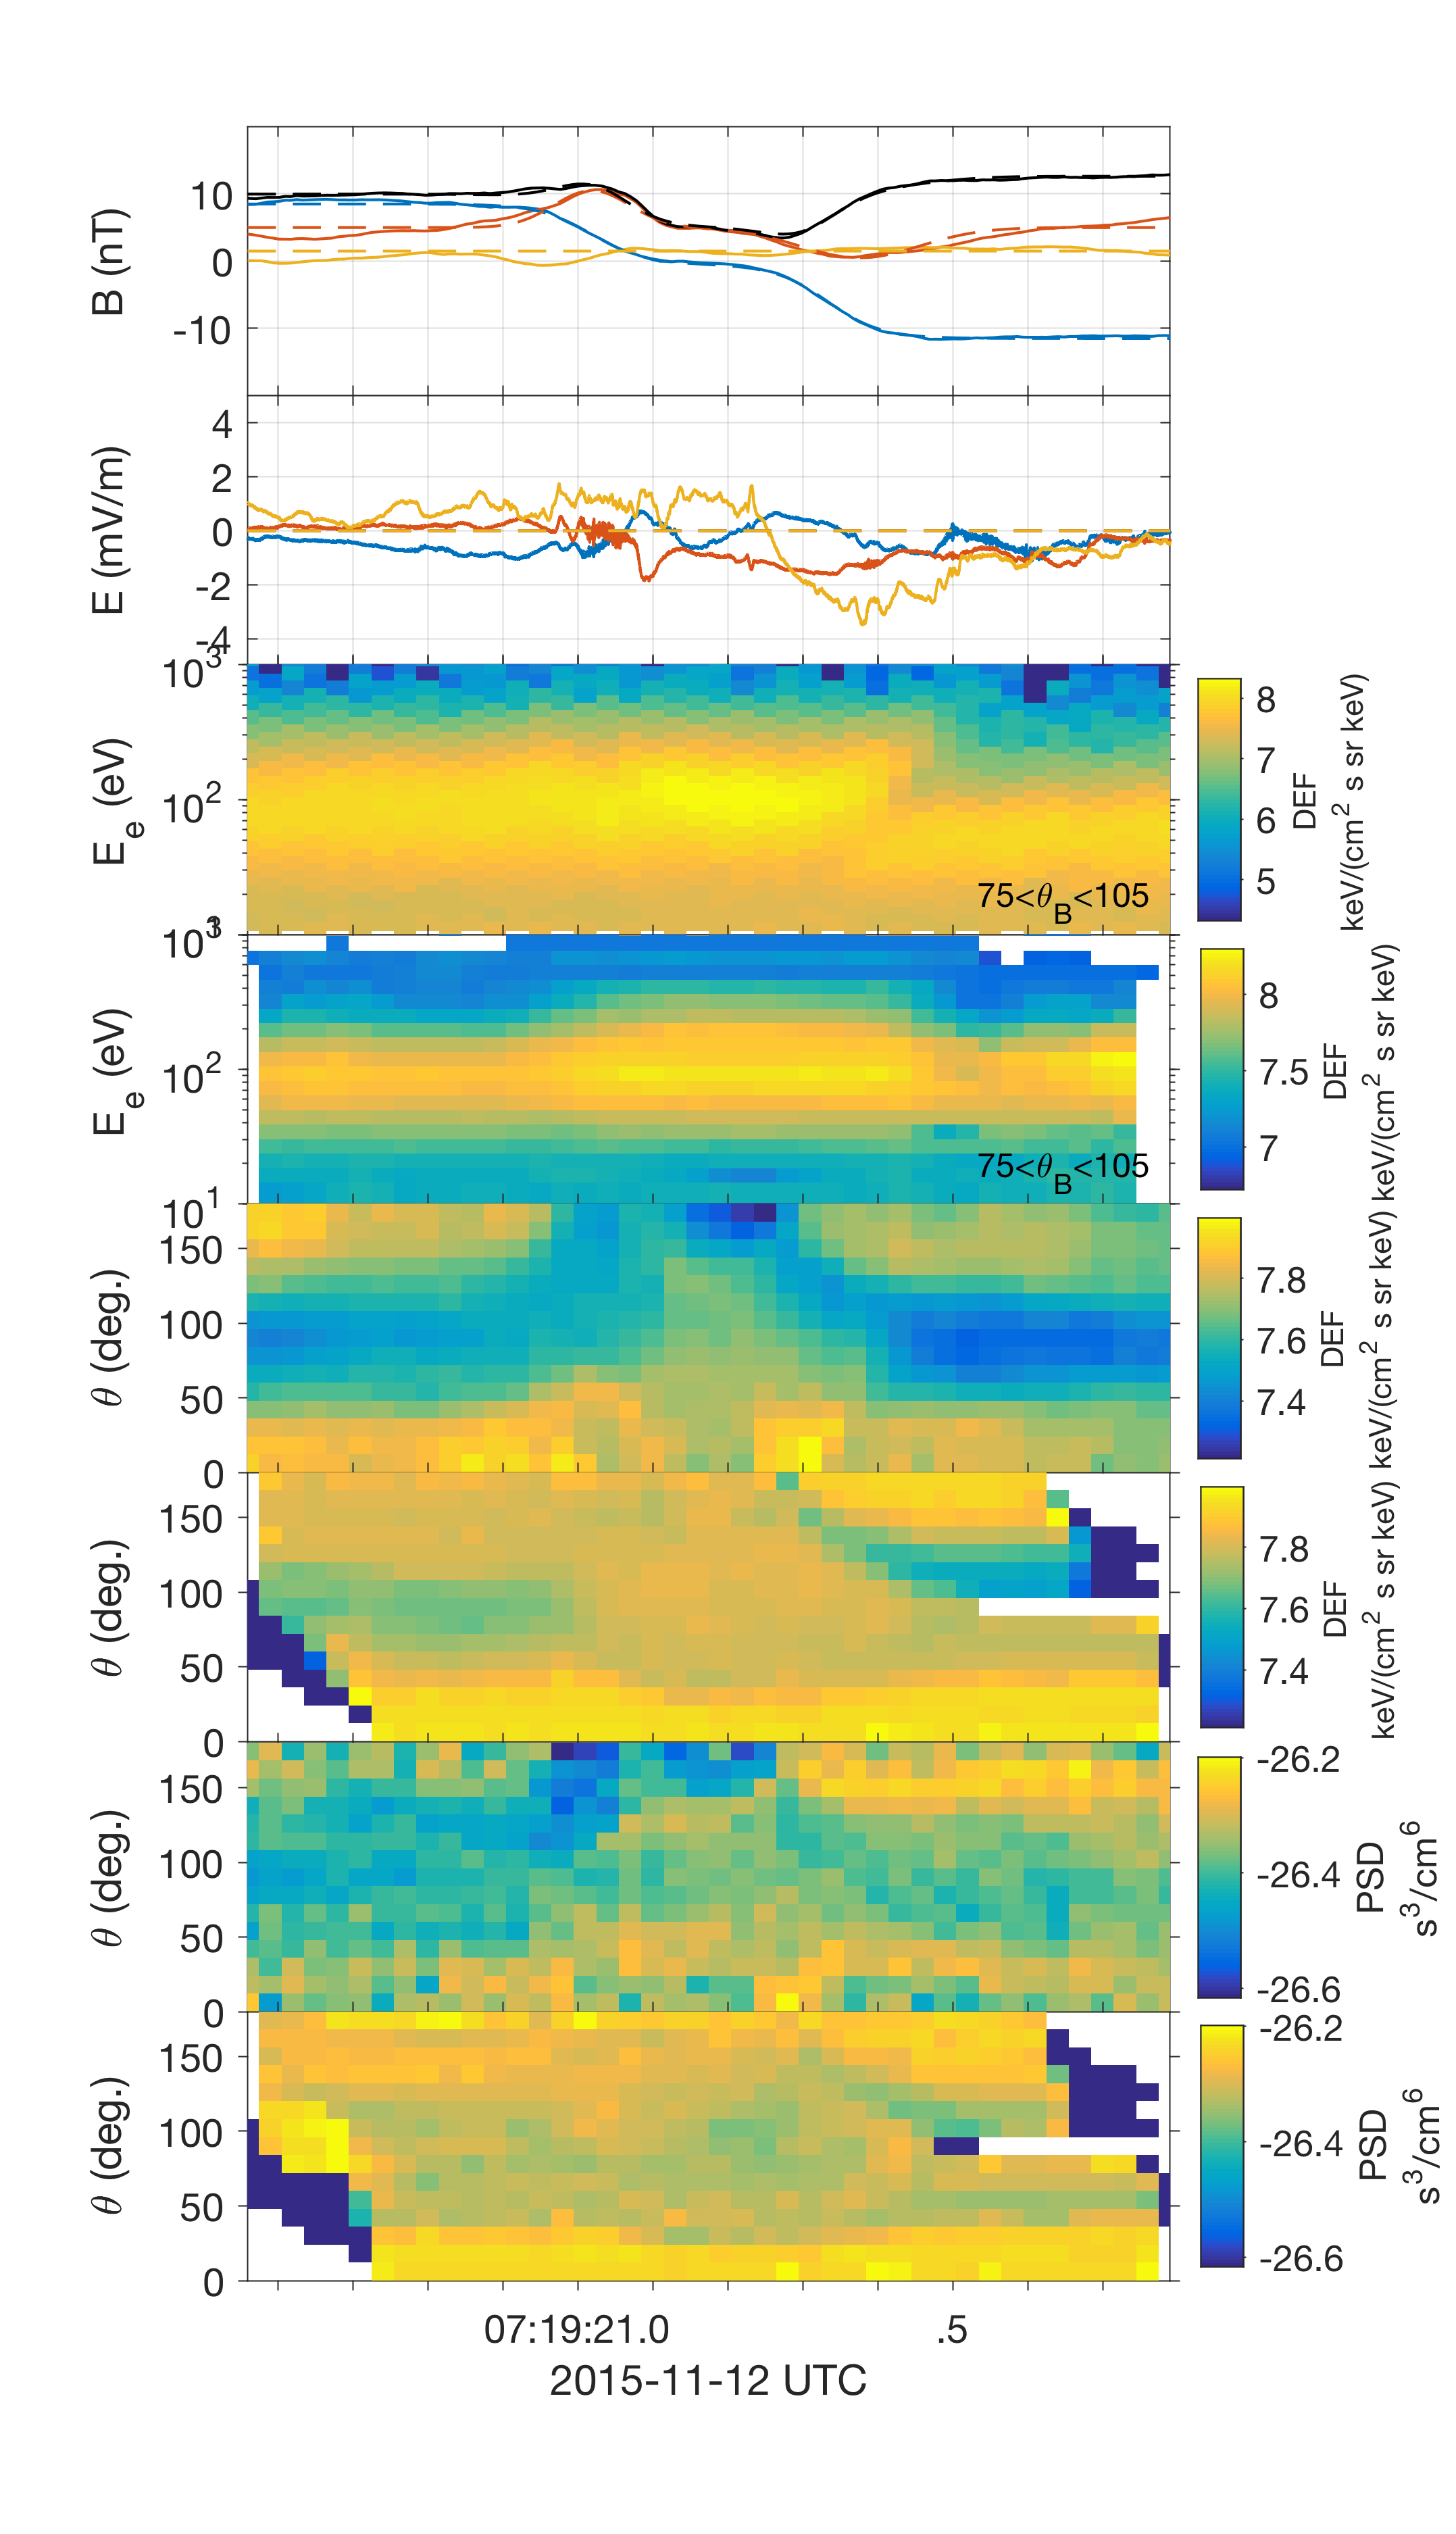 B (nT)
10
0
-10
E (mV/m)
4
2
0
-2
-4
E_e (eV)
10^3
10^2
75<θ_B<105
8
7
6
5
DEF
keV/(cm^2 s sr keV)
E_e (eV)
10^3
10^2
10^1
75<θ_B<105
8
7.5
7
DEF
keV/(cm^2 s sr keV)
θ (deg.)
150
100
50
0
7.8
7.6
7.4
DEF
keV/(cm^2 s sr keV)
θ (deg.)
150
100
50
0
7.8
7.6
7.4
DEF
keV/(cm^2 s sr keV)
θ (deg.)
150
100
50
0
-26.2
-26.4
-26.6
PSD
s^3/cm^6
θ (deg.)
150
100
50
0
-26.2
-26.4
-26.6
PSD
s^3/cm^6
07:19:21.0
.5
2015-11-12 UTC